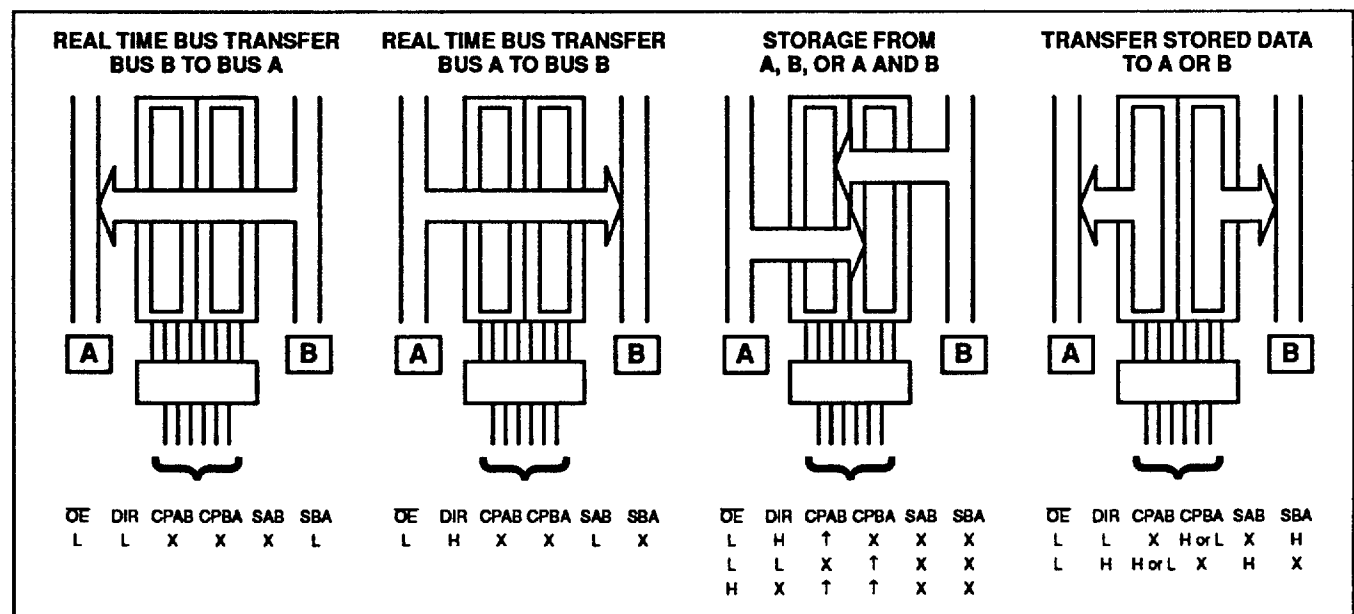 REAL TIME BUS TRANSFER
BUS B TO BUS A
A
B
OE DIR CPAB CPBA SAB SBA
L L X X X L
REAL TIME BUS TRANSFER
BUS A TO BUS B
A
B
OE DIR CPAB CPBA SAB SBA
L H X X L X
STORAGE FROM
A, B, OR A AND B
A
B
OE DIR CPAB CPBA SAB SBA
L H ↑ X X X
L L X ↑ X X
H X ↑ ↑ X X
TRANSFER STORED DATA
TO A OR B
A
B
OE DIR CPAB CPBA SAB SBA
L L X H or L X H
L H H or L X H X